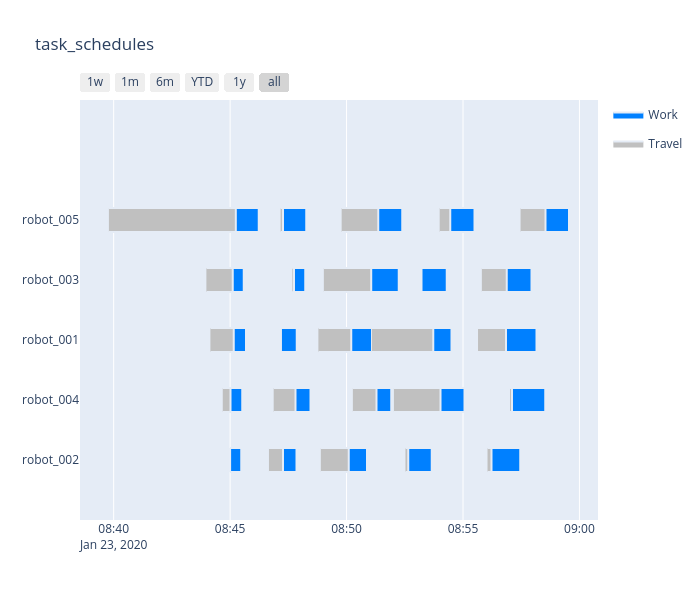 task_schedules
1w 1m 6m YTD 1y all
Work
Travel
robot_005
robot_003
robot_001
robot_004
robot_002
08:40 08:45 08:50 08:55 09:00
Jan 23, 2020